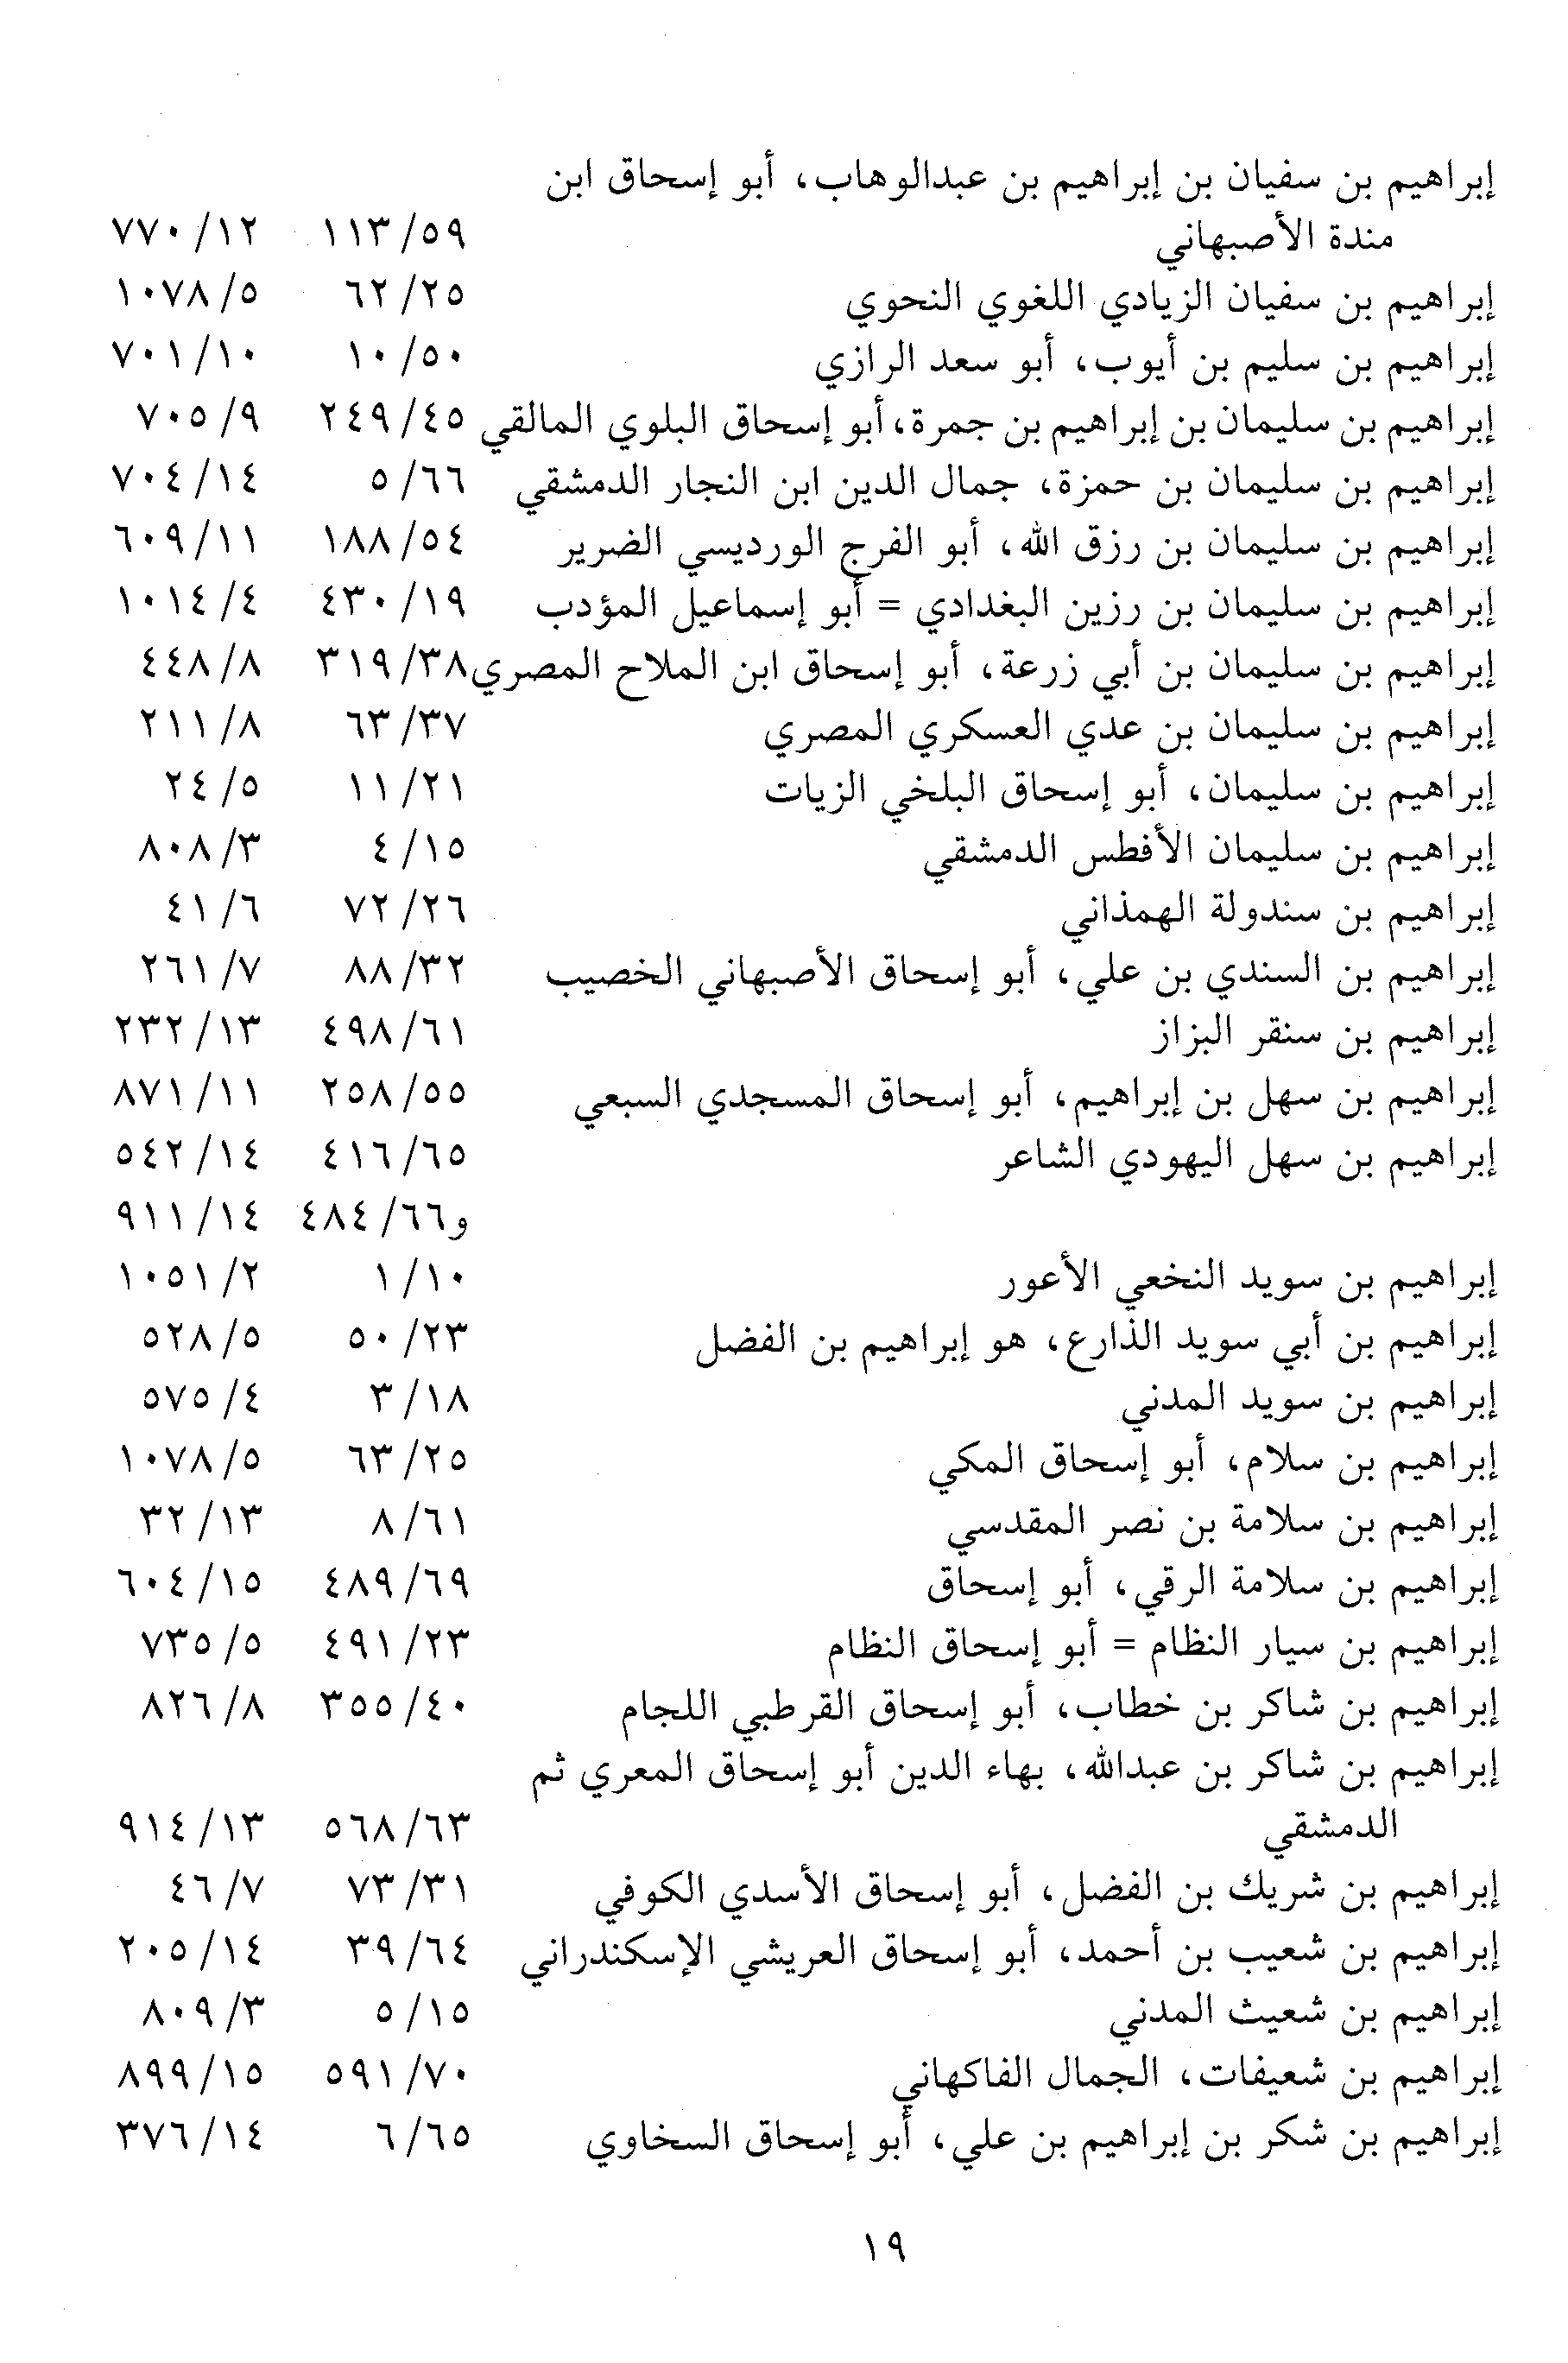 إبراهيم بن سفيان بن إبراهيم بن عبدالوهاب، أبو إسحاق ابن
مندة الأصبهاني ٥٩/ ١١٣ ١٢/ ٧٧٠
إبراهيم بن سفيان الزيادي اللغوي النحوي ٢٥/ ٦٢ ٥/ ١٠٧٨
إبراهيم بن سليم بن أيوب، أبو سعد الرازي ٥٠/ ١٠ ١٠/ ٧٠١
إبراهيم بن سليمان بن إبراهيم بن جمرة، أبو إسحاق البلوي المالقي ٤٥/ ٢٤٩ ٩/ ٧٠٥
إبراهيم بن سليمان بن حمزة، جمال الدين ابن النجار الدمشقي ٦٦/ ٥ ١٤/ ٧٠٤
إبراهيم بن سليمان بن رزق الله، أبو الفرج الورديسي الضرير ٥٤/ ١٨٨ ١١/ ٦٠٩
إبراهيم بن سليمان بن رزين البغدادي = أبو إسماعيل المؤدب ١٩/ ٤٣٠ ٤/ ١٠١٤
إبراهيم بن سليمان بن أبي زرعة، أبو إسحاق ابن الملاح المصري ٣٨/ ٣١٩ ٨/ ٤٤٨
إبراهيم بن سليمان بن عدي العسكري المصري ٣٧/ ٦٣ ٨/ ٢١١
إبراهيم بن سليمان، أبو إسحاق البلخي الزيات ٢١/ ١١ ٥/ ٢٤
إبراهيم بن سليمان الأفطس الدمشقي ١٥/ ٤ ٣/ ٨٠٨
إبراهيم بن سندولة الهمذاني ٢٦/ ٧٢ ٦/ ٤١
إبراهيم بن السندي بن علي، أبو إسحاق الأصبهاني الخصيب ٣٢/ ٨٨ ٧/ ٢٦١
إبراهيم بن سنقر البزاز ٦١/ ٤٩٨ ١٣/ ٢٣٢
إبراهيم بن سهل بن إبراهيم، أبو إسحاق المسجدي السبعي ٥٥/ ٢٥٨ ١١/ ٨٧١
إبراهيم بن سهل اليهودي الشاعر ٦٥/ ٤١٦ ١٤/ ٥٤٢
و٦٦/ ٤٨٤ ١٤/ ٩١١
إبراهيم بن سويد النخعي الأعور ١٠/ ١ ٢/ ١٠٥١
إبراهيم بن أبي سويد الذارع، هو إبراهيم بن الفضل ٢٣/ ٥٠ ٥/ ٥٢٨
إبراهيم بن سويد المدني ١٨/ ٣ ٤/ ٥٧٥
إبراهيم بن سلام، أبو إسحاق المكي ٢٥/ ٦٣ ٥/ ١٠٧٨
إبراهيم بن سلامة بن نصر المقدسي ٦١/ ٨ ١٣/ ٣٢
إبراهيم بن سلامة الرقي، أبو إسحاق ٦٩/ ٤٨٩ ١٥/ ٦٠٤
إبراهيم بن سيار النظام = أبو إسحاق النظام ٢٣/ ٤٩١ ٥/ ٧٣٥
إبراهيم بن شاكر بن خطاب، أبو إسحاق القرطبي اللجام ٤٠/ ٣٥٥ ٨/ ٨٢٦
إبراهيم بن شاكر بن عبدالله، بهاء الدين أبو إسحاق المعري ثم
الدمشقي ٦٣/ ٥٦٨ ١٣/ ٩١٤
إبراهيم بن شريك بن الفضل، أبو إسحاق الأسدي الكوفي ٣١/ ٧٣ ٧/ ٤٦
إبراهيم بن شعيب بن أحمد، أبو إسحاق العريشي الإسكندراني ٦٤/ ٣٩ ١٤/ ٢٠٥
إبراهيم بن شعيث المدني ١٥/ ٥ ٣/ ٨٠٩
إبراهيم بن شعيفات، الجمال الفاكهاني ٧٠/ ٥٩١ ١٥/ ٨٩٩
إبراهيم بن شكر بن إبراهيم بن علي، أبو إسحاق السخاوي ٦٥/ ٦ ١٤/ ٣٧٦
١٩